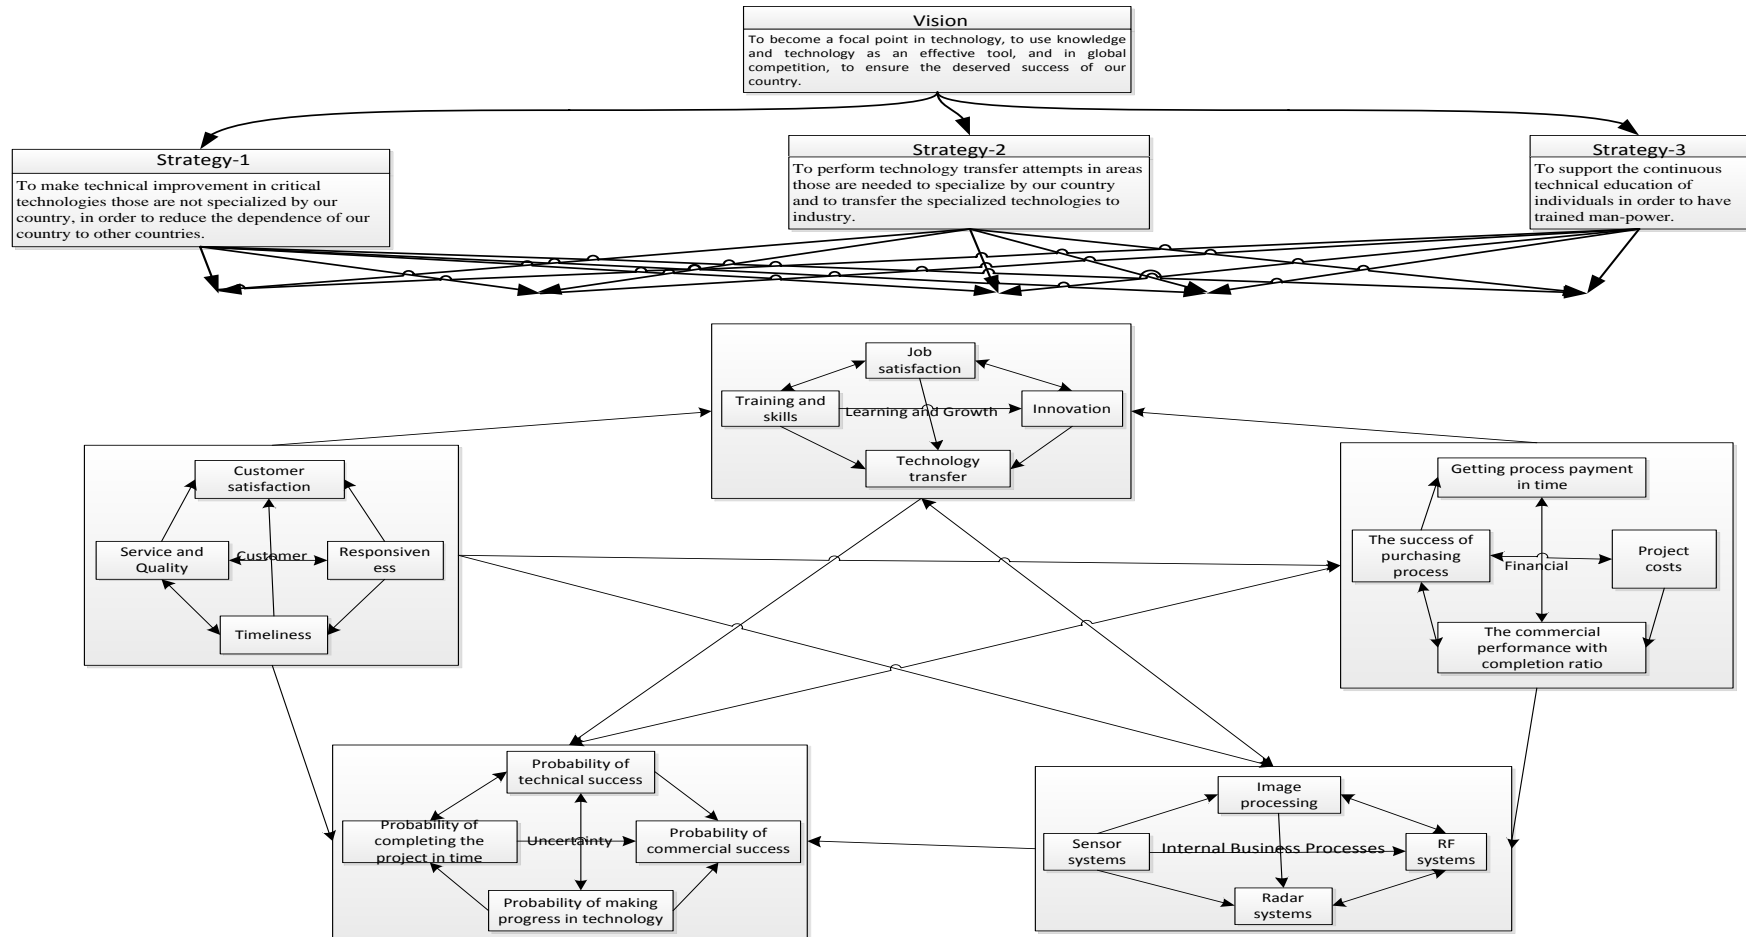 Vision
To become a focal point in technology, to use knowledge
and technology as an effective tool, and in global
competition, to ensure the deserved success of our
country.
Strategy-1
To make technical improvement in critical
technologies those are not specialized by our
country, in order to reduce the dependence of our
country to other countries.
Strategy-2
To perform technology transfer attempts in areas
those are needed to specialize by our country
and to transfer the specialized technologies to
industry.
Strategy-3
To support the continuous
technical education of
individuals in order to have
trained man-power.
Job
satisfaction
Training and
skills
Learning and Growth
Innovation
Technology
transfer
Customer
satisfaction
Service and
Quality
Customer
Responsiven
ess
Timeliness
Getting process payment
in time
The success of
purchasing
process
Financial
Project
costs
The commercial
performance with
completion ratio
Probability of
technical success
Probability of
completing the
project in time
Uncertainty
Probability of
commercial success
Probability of making
progress in technology
Image
processing
Sensor
systems
Internal Business Processes
RF
systems
Radar
systems